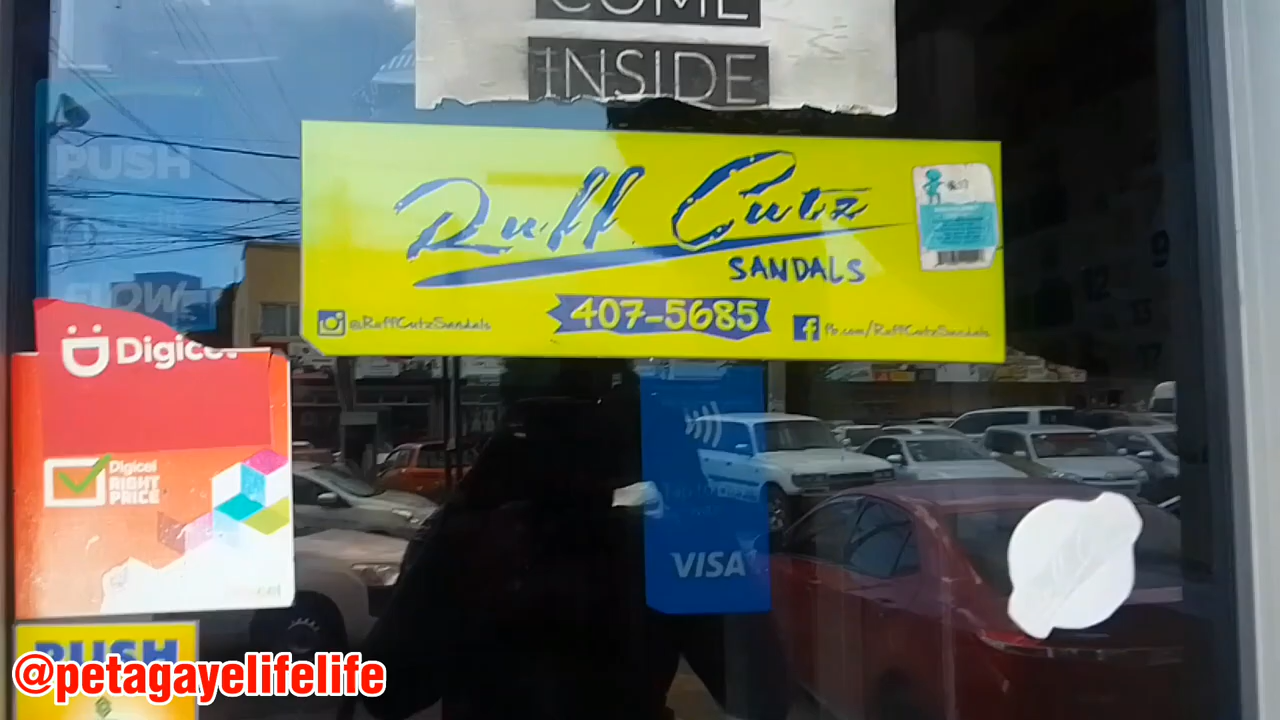 COME
INSIDE
PUSH
Ruff Cutz
SANDALS
407-5685
@RuffCutzSandals
fb.com/RuffCutzSandals
Digicel
Digicel
RIGHT
PRICE
VISA
PUSH
@petagayelifelife